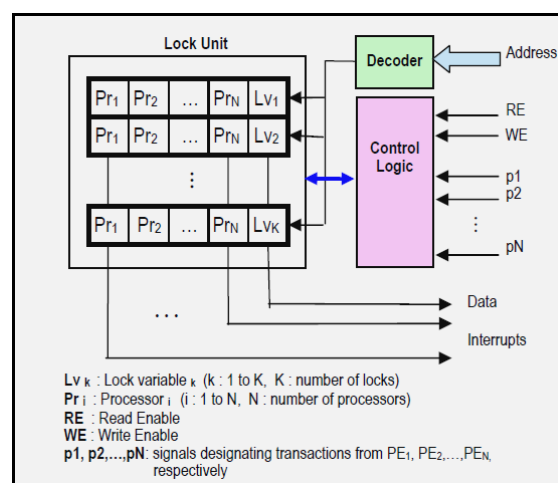 Lock Unit
Decoder
Address
Pr1 Pr2 ... PrN Lv1
Pr1 Pr2 ... PrN Lv2
⋮
Pr1 Pr2 ... PrN LvK
Control
Logic
RE
WE
p1
p2
⋮
pN
...
Data
Interrupts
Lv k : Lock variable k (k : 1 to K, K : number of locks)
Pr i : Processor i (i : 1 to N, N : number of processors)
RE : Read Enable
WE : Write Enable
p1, p2,...,pN: signals designating transactions from PE1, PE2,...,PEN,
respectively